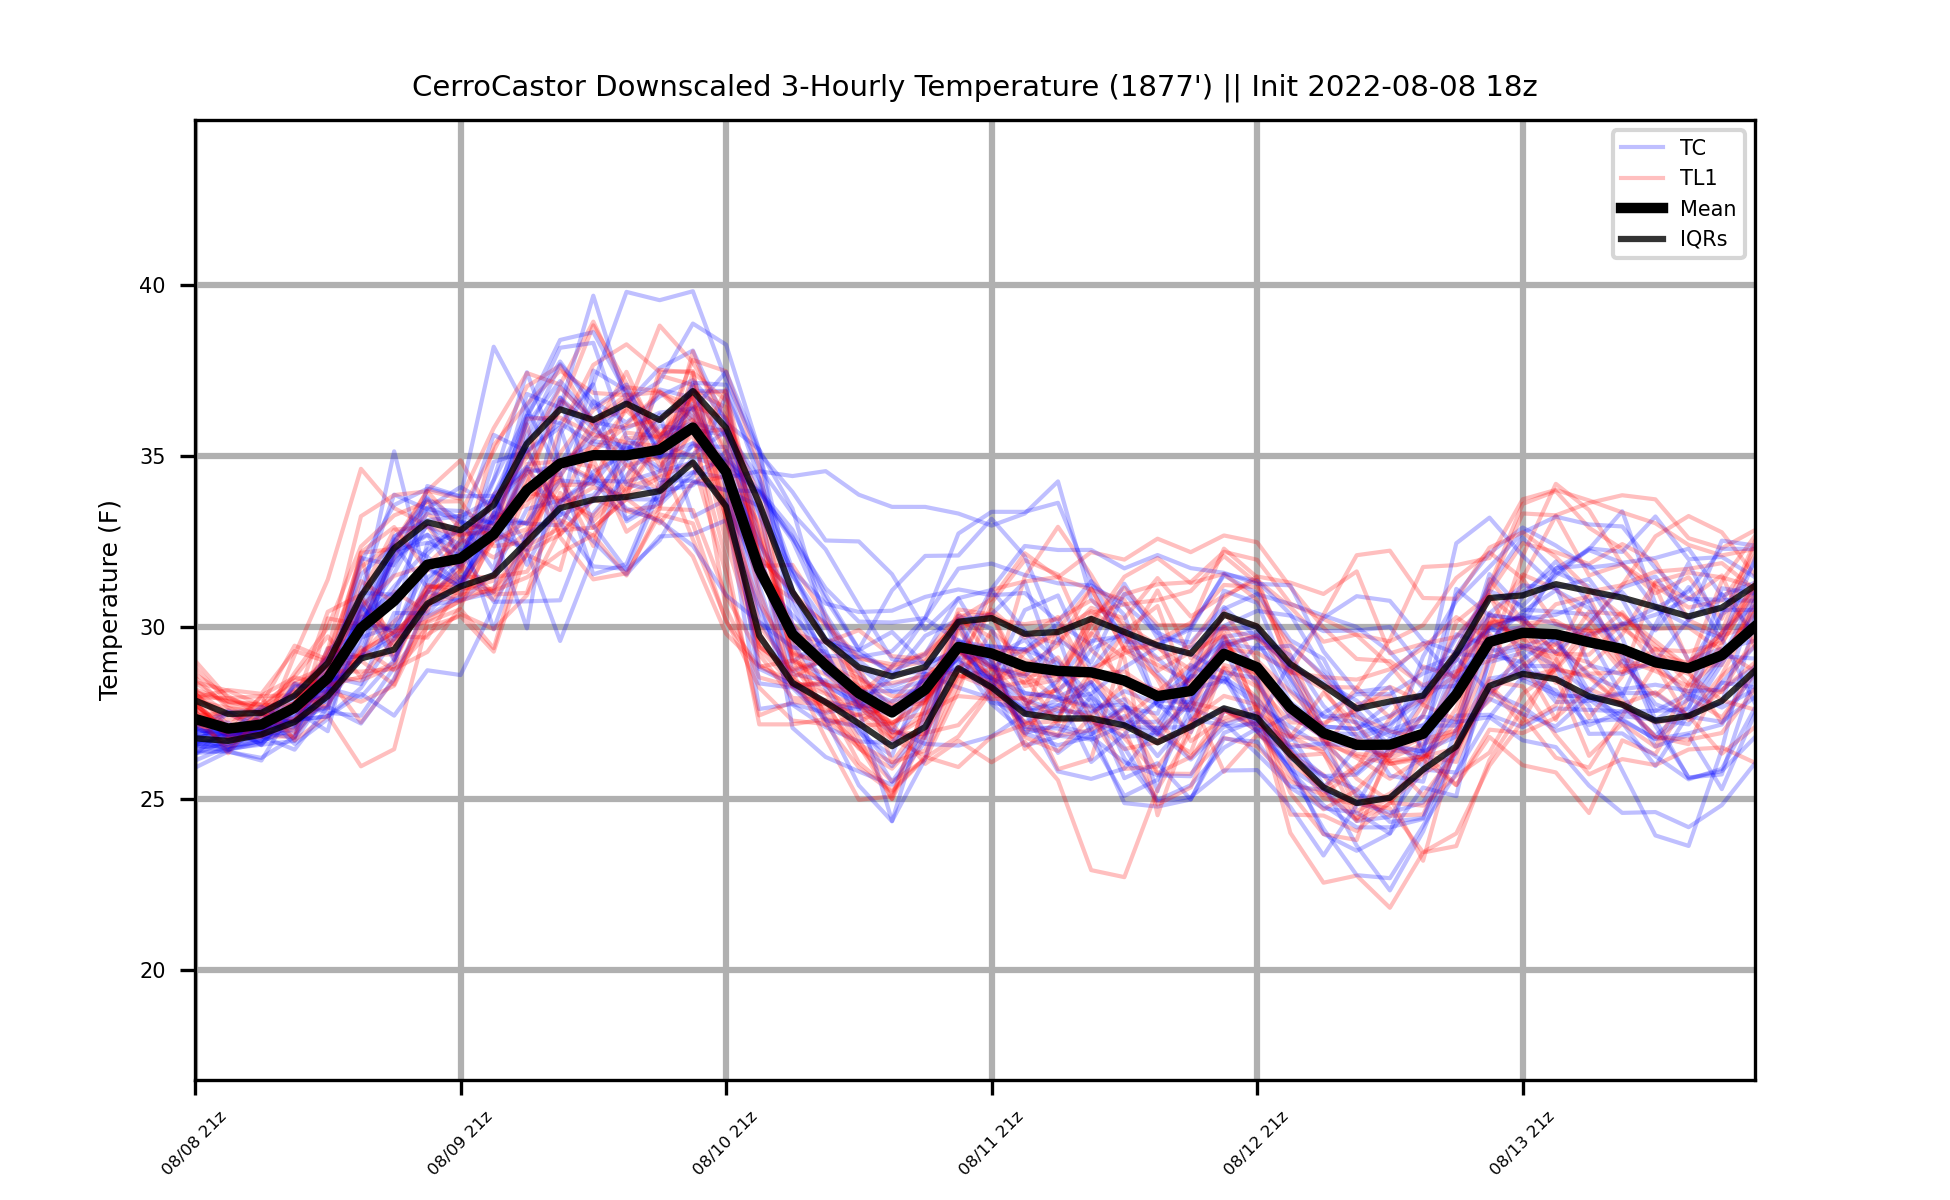 CerroCastor Downscaled 3-Hourly Temperature (1877') || Init 2022-08-08 18z
TC
TL1
Mean
IQRs
Temperature (F)
40
35
30
25
20
08/08 21z
08/09 21z
08/10 21z
08/11 21z
08/12 21z
08/13 21z